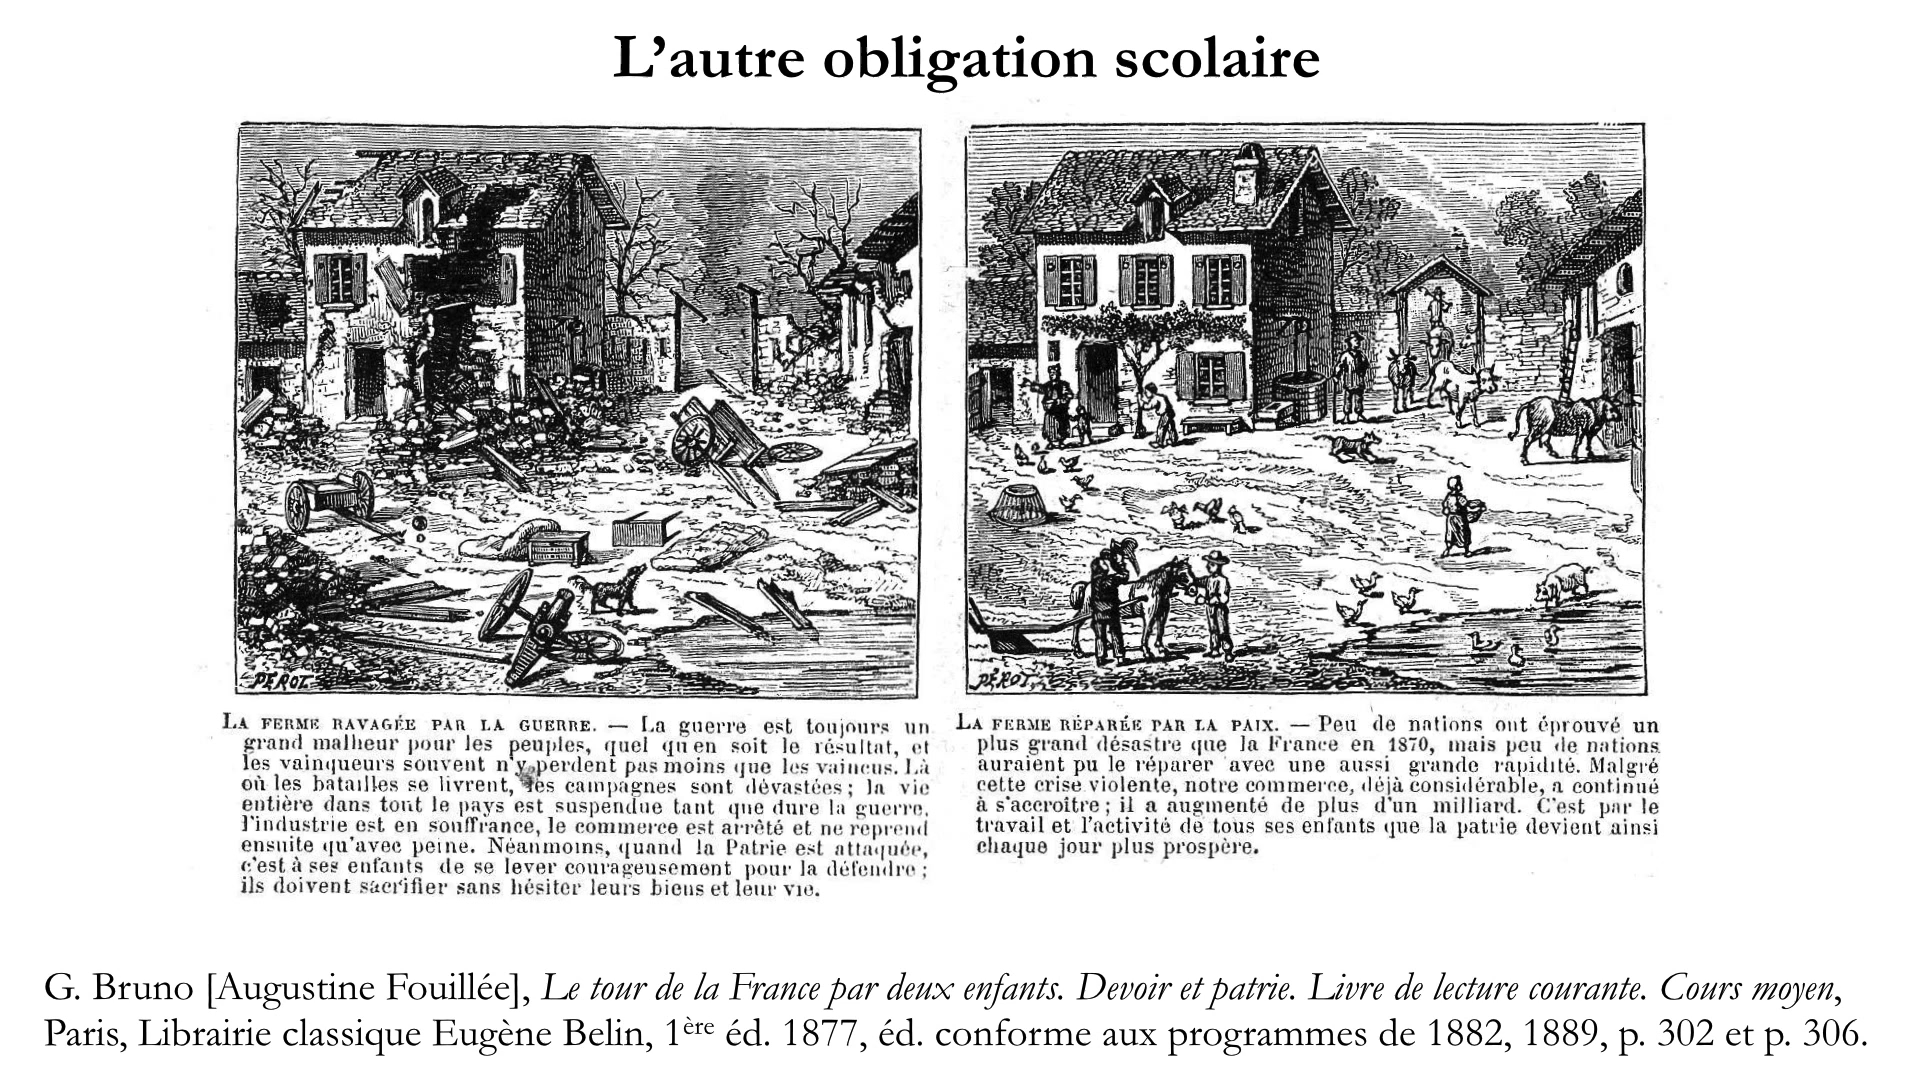 L’autre obligation scolaire
PÉROT
PÉROT
LA FERME RAVAGÉE PAR LA GUERRE. — La guerre est toujours un
grand malheur pour les peuples, quel qu'en soit le résultat, et
les vainqueurs souvent n'y perdent pas moins que les vaincus. Là
où les batailles se livrent, les campagnes sont dévastées; la vie
entière dans tout le pays est suspendue tant que dure la guerre,
l'industrie est en souffrance, le commerce est arrêté et ne reprend
ensuite qu'avec peine. Néanmoins, quand la Patrie est attaquée,
c'est à ses enfants de se lever courageusement pour la défendre;
ils doivent sacrifier sans hésiter leurs biens et leur vie.
LA FERME RÉPARÉE PAR LA PAIX. — Peu de nations ont éprouvé un
plus grand désastre que la France en 1870, mais peu de nations
auraient pu le réparer avec une aussi grande rapidité. Malgré
cette crise violente, notre commerce, déjà considérable, a continué
à s'accroître; il a augmenté de plus d'un milliard. C'est par le
travail et l'activité de tous ses enfants que la patrie devient ainsi
chaque jour plus prospère.
G. Bruno [Augustine Fouillée], Le tour de la France par deux enfants. Devoir et patrie. Livre de lecture courante. Cours moyen,
Paris, Librairie classique Eugène Belin, 1ère éd. 1877, éd. conforme aux programmes de 1882, 1889, p. 302 et p. 306.